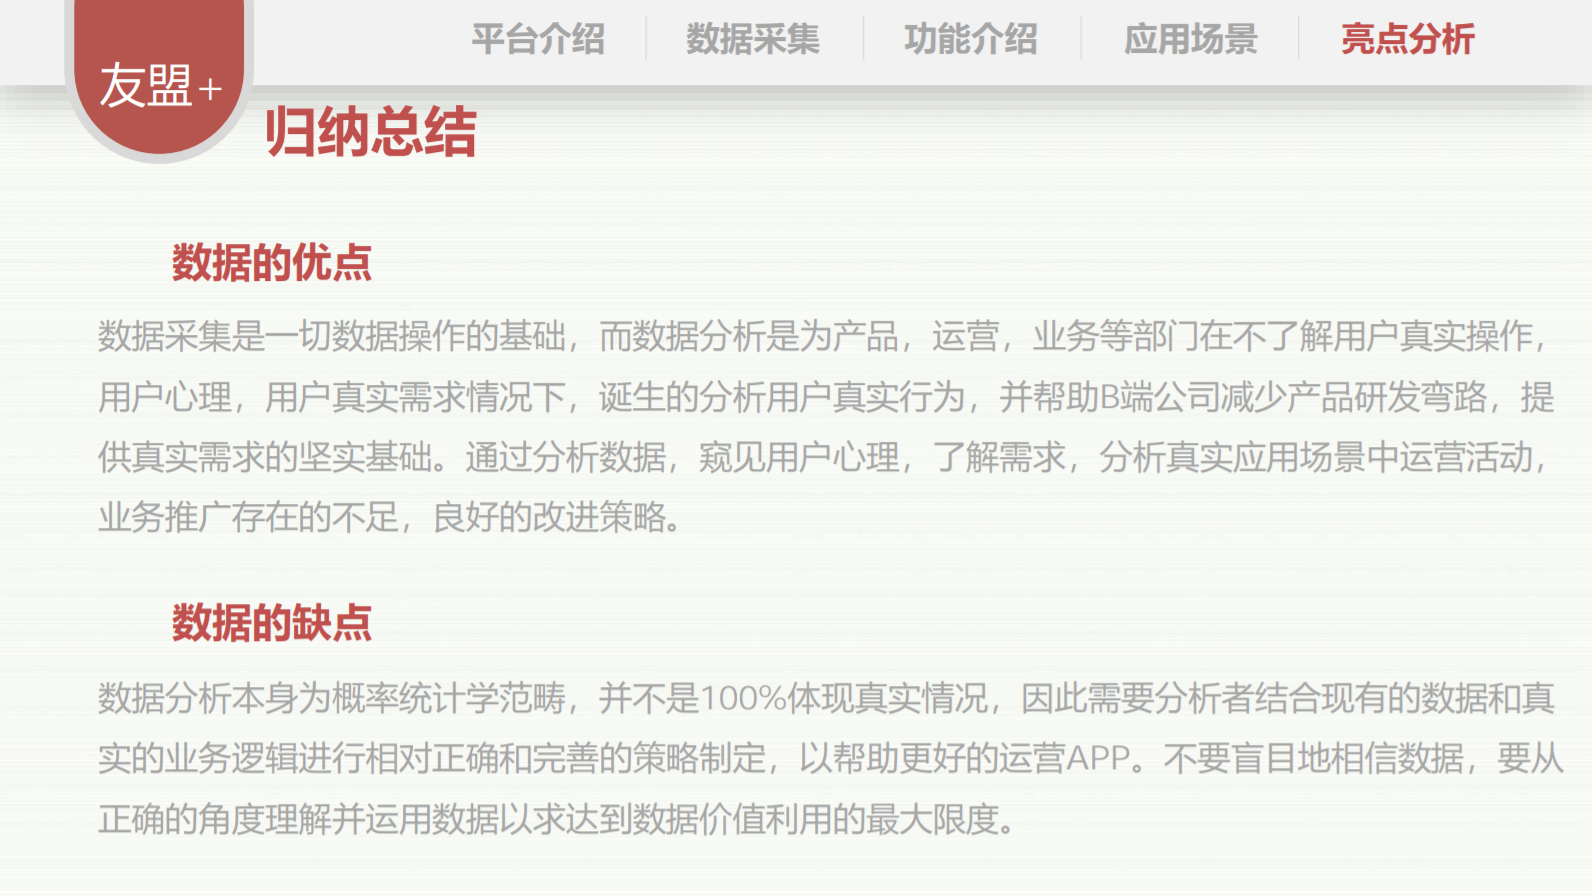 平台介绍 数据采集 功能介绍 应用场景 亮点分析
友盟+
归纳总结
数据的优点
数据采集是一切数据操作的基础，而数据分析是为产品，运营，业务等部门在不了解用户真实操作，
用户心理，用户真实需求情况下，诞生的分析用户真实行为，并帮助B端公司减少产品研发弯路，提
供真实需求的坚实基础。通过分析数据，窥见用户心理，了解需求，分析真实应用场景中运营活动，
业务推广存在的不足，良好的改进策略。
数据的缺点
数据分析本身为概率统计学范畴，并不是100%体现真实情况，因此需要分析者结合现有的数据和真
实的业务逻辑进行相对正确和完善的策略制定，以帮助更好的运营APP。不要盲目地相信数据，要从
正确的角度理解并运用数据以求达到数据价值利用的最大限度。